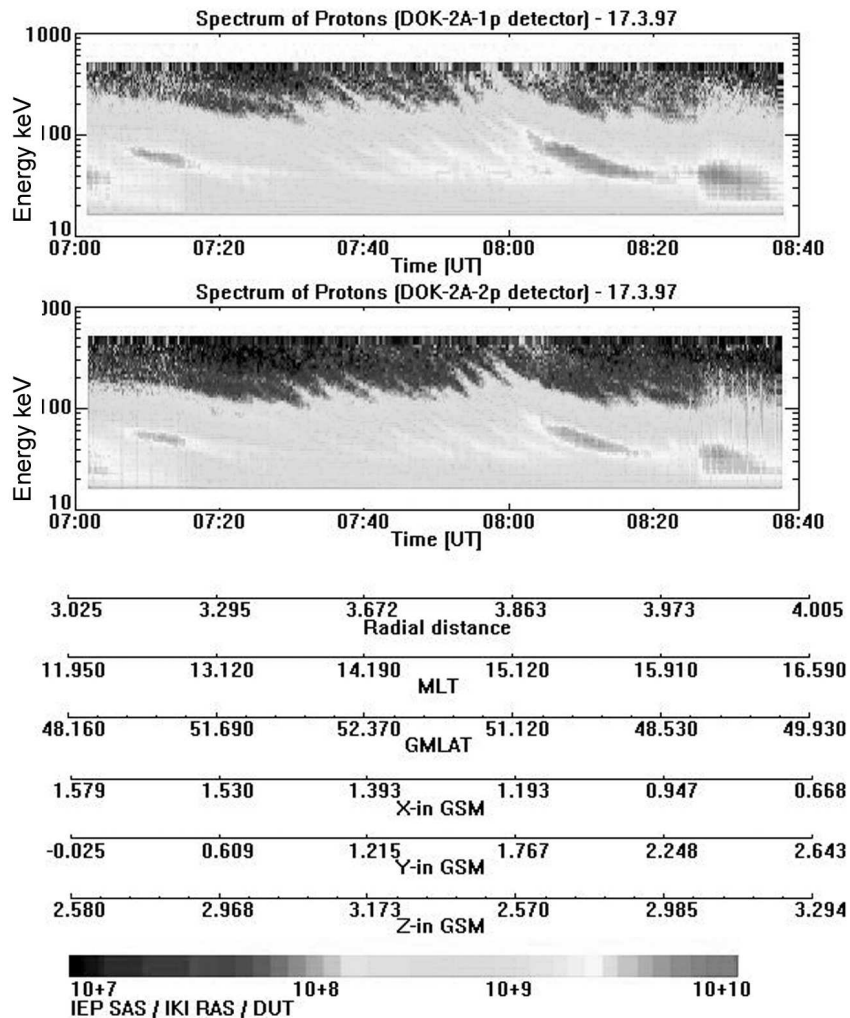 Spectrum of Protons (DOK-2A-1p detector) - 17.3.97
1000
100
10
Energy keV
07:00 07:20 07:40 08:00 08:20 08:40
Time [UT]
Spectrum of Protons (DOK-2A-2p detector) - 17.3.97
000
100
10
Energy keV
07:00 07:20 07:40 08:00 08:20 08:40
Time [UT]
3.025 3.295 3.672 3.863 3.973 4.005
Radial distance
11.950 13.120 14.190 15.120 15.910 16.590
MLT
48.160 51.690 52.370 51.120 48.530 49.930
GMLAT
1.579 1.530 1.393 1.193 0.947 0.668
X-in GSM
-0.025 0.609 1.215 1.767 2.248 2.643
Y-in GSM
2.580 2.968 3.173 2.570 2.985 3.294
Z-in GSM
10+7 10+8 10+9 10+10
IEP SAS / IKI RAS / DUT